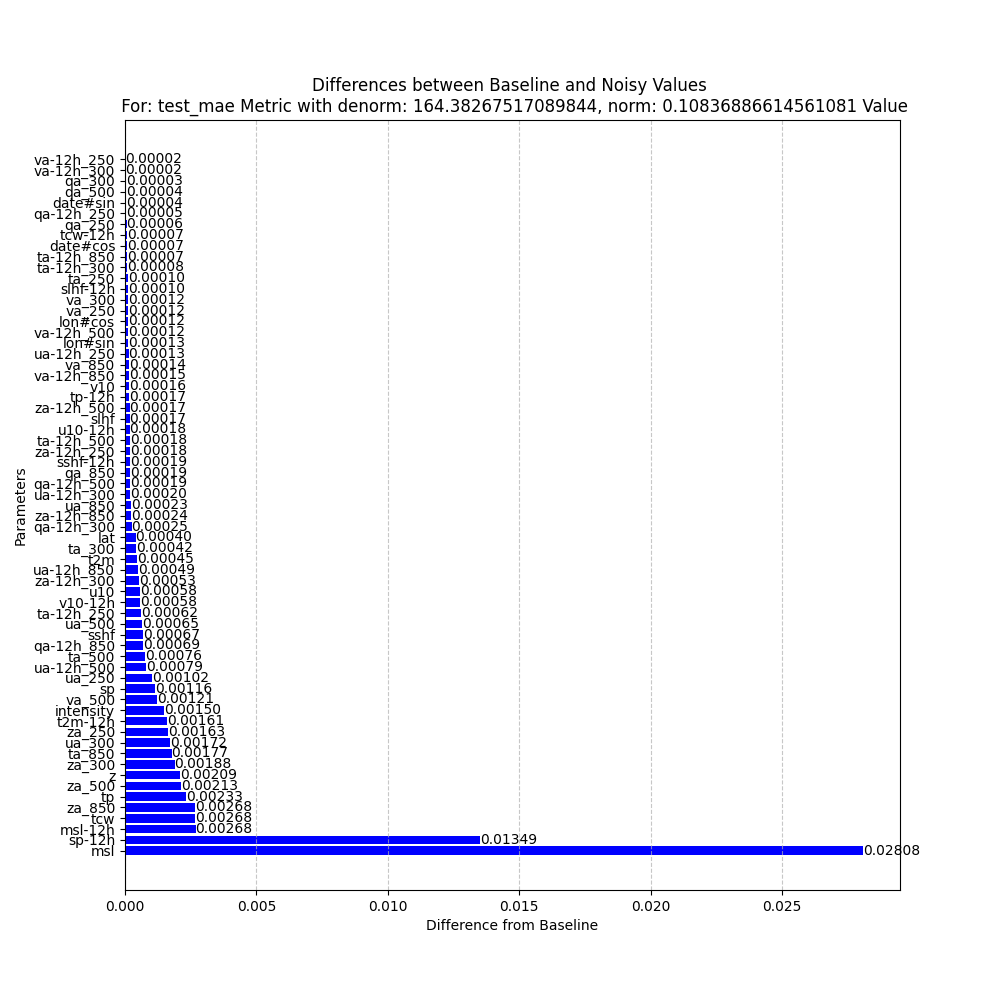 Differences between Baseline and Noisy Values
For: test_mae Metric with denorm: 164.38267517089844, norm: 0.10836886614561081 Value
va-12h_250 0.00002
va-12h_300 0.00002
qa_300 0.00003
qa_500 0.00004
date#sin 0.00004
qa-12h_250 0.00005
qa_250 0.00006
tcw-12h 0.00007
date#cos 0.00007
ta-12h_850 0.00007
ta-12h_300 0.00008
ta_250 0.00010
slhf-12h 0.00010
va_300 0.00012
va_250 0.00012
lon#cos 0.00012
va-12h_500 0.00012
lon#sin 0.00013
ua-12h_250 0.00013
va_850 0.00014
va-12h_850 0.00015
v10 0.00016
tp-12h 0.00017
za-12h_500 0.00017
slhf 0.00017
u10-12h 0.00018
ta-12h_500 0.00018
za-12h_250 0.00018
sshf-12h 0.00019
qa_850 0.00019
qa-12h_500 0.00019
ua-12h_300 0.00020
ua_850 0.00023
za-12h_850 0.00024
qa-12h_300 0.00025
lat 0.00040
ta_300 0.00042
t2m 0.00045
ua-12h_850 0.00049
za-12h_300 0.00053
u10 0.00058
v10-12h 0.00058
ta-12h_250 0.00062
ua_500 0.00065
sshf 0.00067
qa-12h_850 0.00069
ta_500 0.00076
ua-12h_500 0.00079
ua_250 0.00102
sp 0.00116
va_500 0.00121
intensity 0.00150
t2m-12h 0.00161
za_250 0.00163
ua_300 0.00172
ta_850 0.00177
za_300 0.00188
z 0.00209
za_500 0.00213
tp 0.00233
za_850 0.00268
tcw 0.00268
msl-12h 0.00268
sp-12h 0.01349
msl 0.02808
Parameters
0.000 0.005 0.010 0.015 0.020 0.025
Difference from Baseline